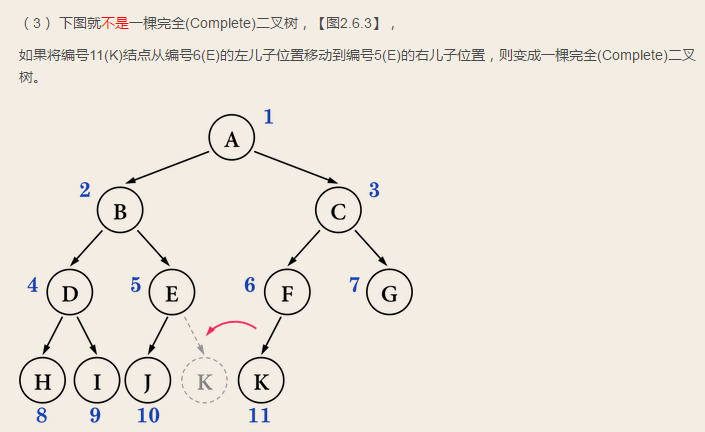 （3）下图就不是一棵完全(Complete)二叉树，【图2.6.3】，
如果将编号11(K)结点从编号6(E)的左儿子位置移动到编号5(E)的右儿子位置，则变成一棵完全(Complete)二叉
树。
A 1
2 B C 3
4 D 5 E 6 F 7 G
H I J K K
8 9 10 11